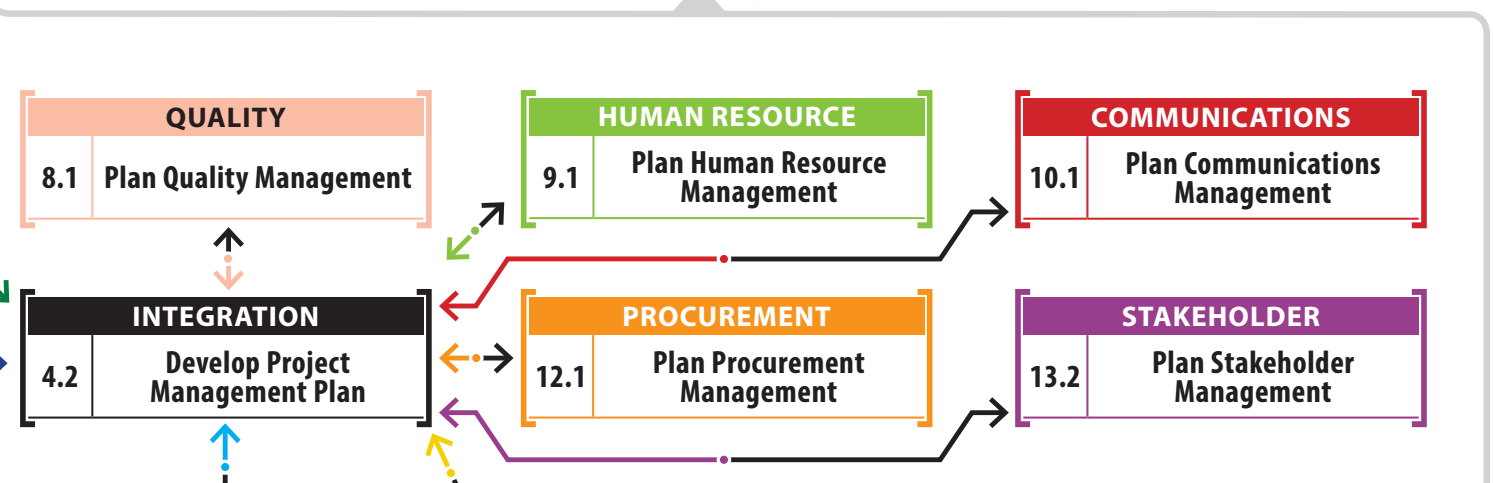 QUALITY
8.1
Plan Quality Management
HUMAN RESOURCE
9.1
Plan Human Resource
Management
COMMUNICATIONS
10.1
Plan Communications
Management
INTEGRATION
4.2
Develop Project
Management Plan
PROCUREMENT
12.1
Plan Procurement
Management
STAKEHOLDER
13.2
Plan Stakeholder
Management